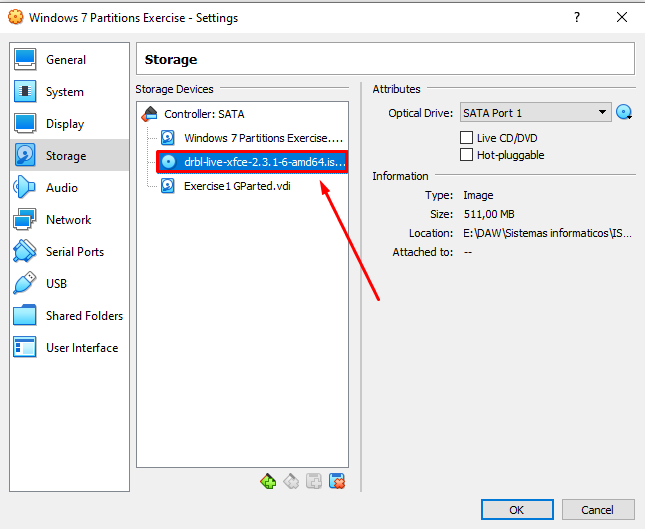 Windows 7 Partitions Exercise - Settings
?
General
System
Display
Storage
Audio
Network
Serial Ports
USB
Shared Folders
User Interface
Storage
Storage Devices
Controller: SATA
Windows 7 Partitions Exercise....
drbl-live-xfce-2.3.1-6-amd64.is...
Exercise1 GParted.vdi
Attributes
Optical Drive: SATA Port 1
Live CD/DVD
Hot-pluggable
Information
Type: Image
Size: 511,00 MB
Location: E:\DAW\Sistemas informaticos\IS...
Attached to: --
OK Cancel